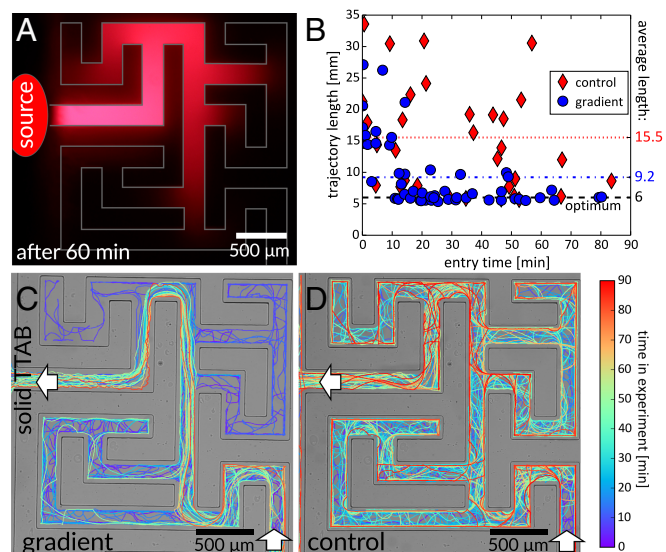 A
source
after 60 min
500 μm
B
trajectory length [mm]
35
30
25
20
15
10
5
0
0 10 20 30 40 50 60 70 80 90
entry time [min]
control
gradient
average length:
15.5
9.2
6
optimum
C
solid TTAB
gradient
500 μm
D
control
500 μm
90
80
70
60
50
40
30
20
10
0
time in experiment [min]